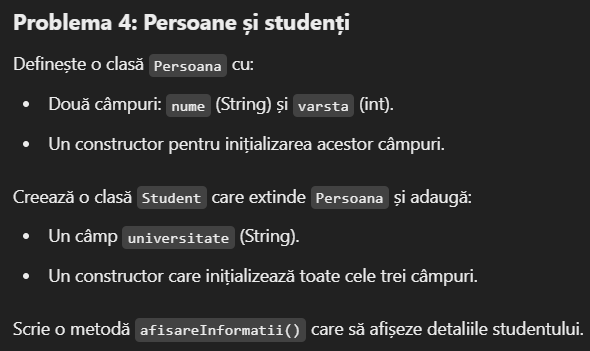 Problema 4: Persoane și studenți
Definește o clasă Persoana cu:
• Două câmpuri: nume (String) și varsta (int).
• Un constructor pentru inițializarea acestor câmpuri.
Creează o clasă Student care extinde Persoana și adaugă:
• Un câmp universitate (String).
• Un constructor care inițializează toate cele trei câmpuri.
Scrie o metodă afisareInformatii() care să afișeze detaliile studentului.